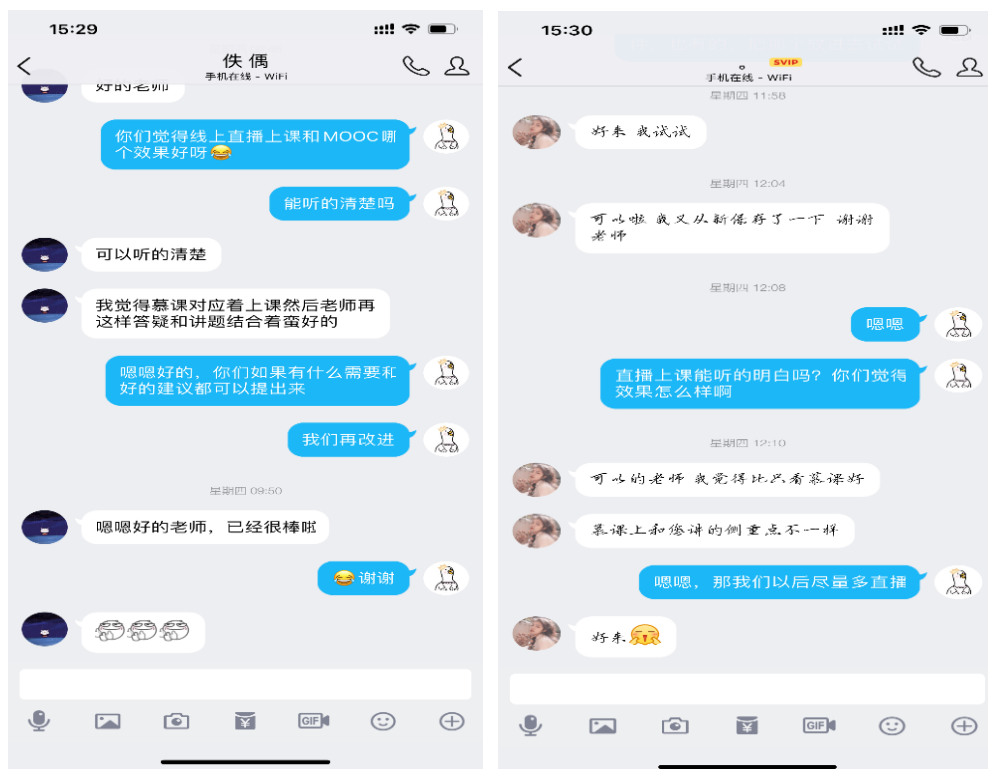 15:29
佚偶
手机在线 - WiFi
好的老师
你们觉得线上直播上课和MOOC哪
个效果好呀
能听的清楚吗
可以听的清楚
我觉得慕课对应着上课然后老师再
这样答疑和讲题结合着蛮好的
嗯嗯好的，你们如果有什么需要和
好的建议都可以提出来
我们再改进
星期四 09:50
嗯嗯好的老师，已经很棒啦
谢谢
GIF
15:30
SVIP
手机在线 - WiFi
星期四 11:58
好来 我试试
星期四 12:04
可以啦 我又从新保存了一下 谢谢
老师
星期四 12:08
嗯嗯
直播上课能听的明白吗？你们觉得
效果怎么样啊
星期四 12:10
可以的老师 我觉得比只看慕课好
慕课上和您讲的侧重点不一样
嗯嗯，那我们以后尽量多直播
好来
GIF